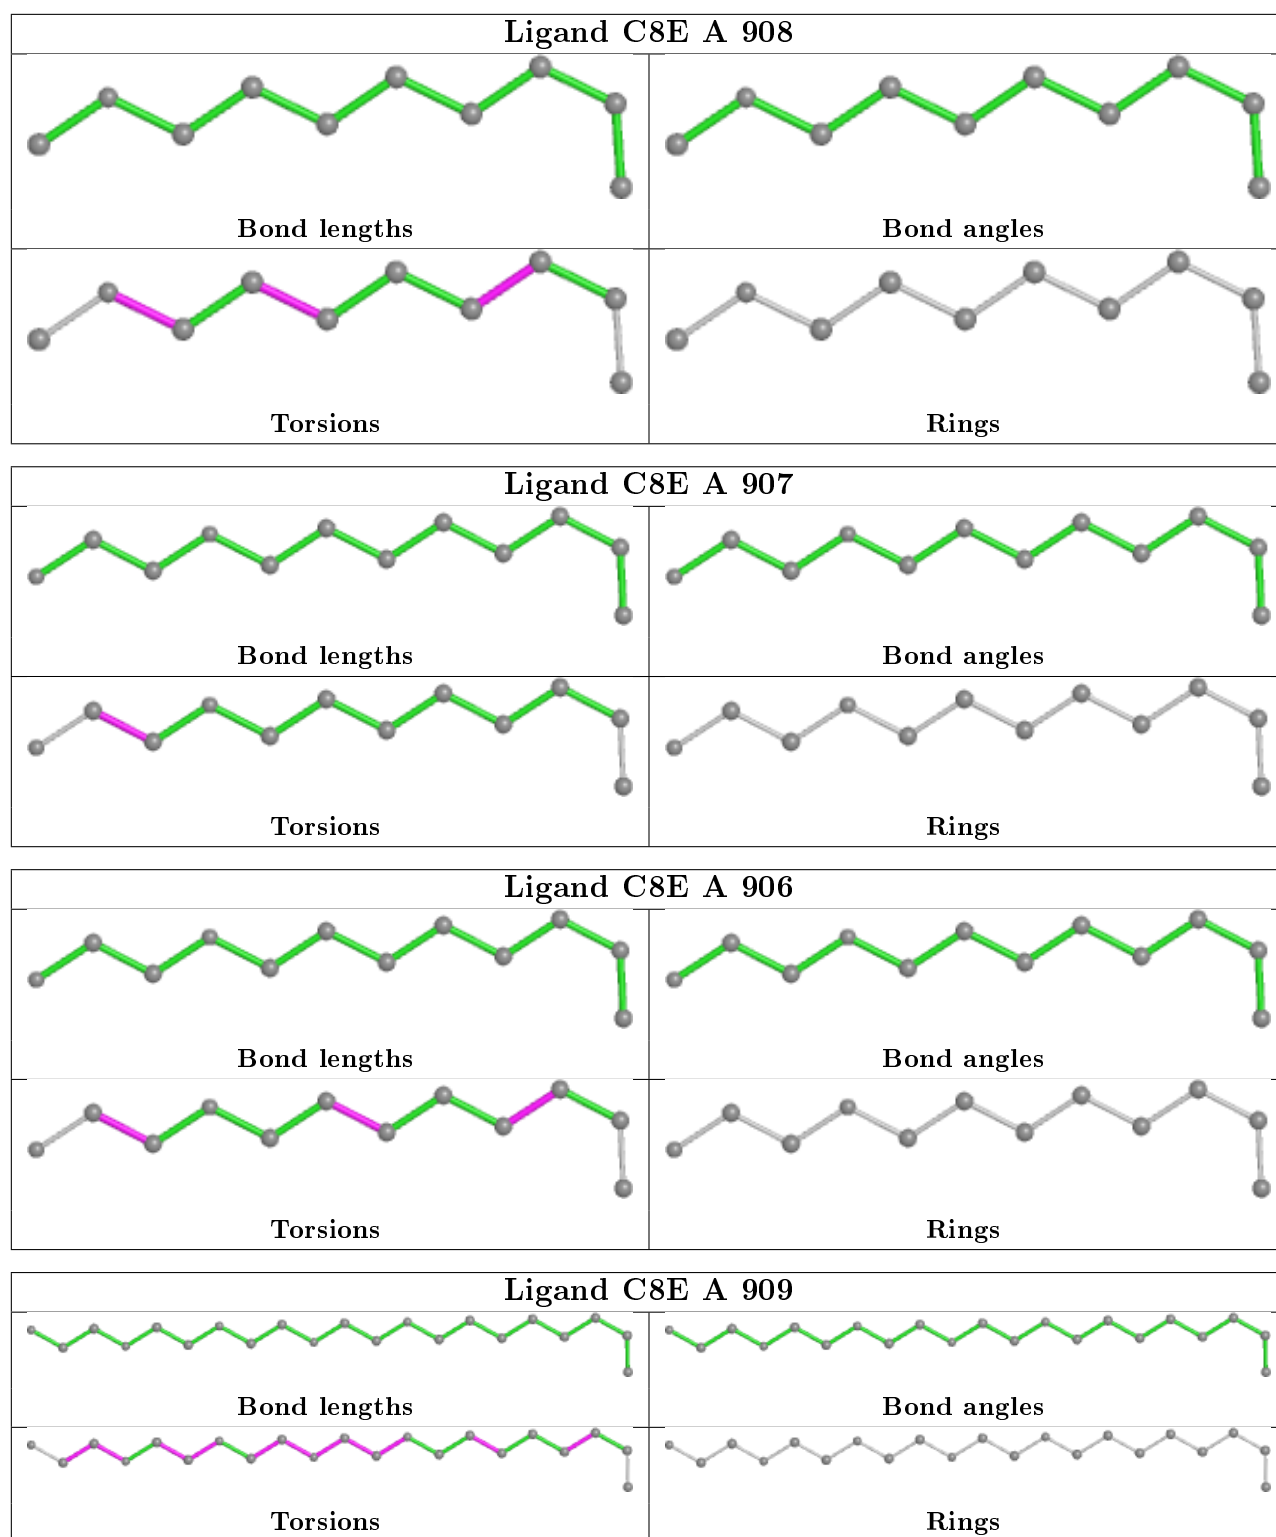 Ligand C8E A 908
Bond lengths
Bond angles
Torsions
Rings
Ligand C8E A 907
Bond lengths
Bond angles
Torsions
Rings
Ligand C8E A 906
Bond lengths
Bond angles
Torsions
Rings
Ligand C8E A 909
Bond lengths
Bond angles
Torsions
Rings